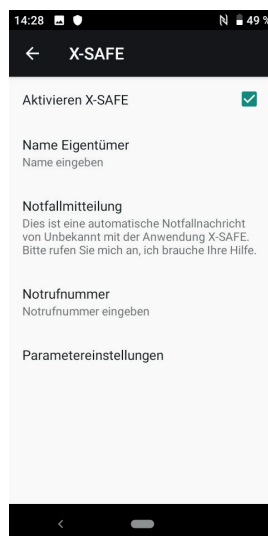 14:28 49 %
X-SAFE
Aktivieren X-SAFE
Name Eigentümer
Name eingeben
Notfallmitteilung
Dies ist eine automatische Notfallnachricht
von Unbekannt mit der Anwendung X-SAFE.
Bitte rufen Sie mich an, ich brauche Ihre Hilfe.
Notrufnummer
Notrufnummer eingeben
Parametereinstellungen